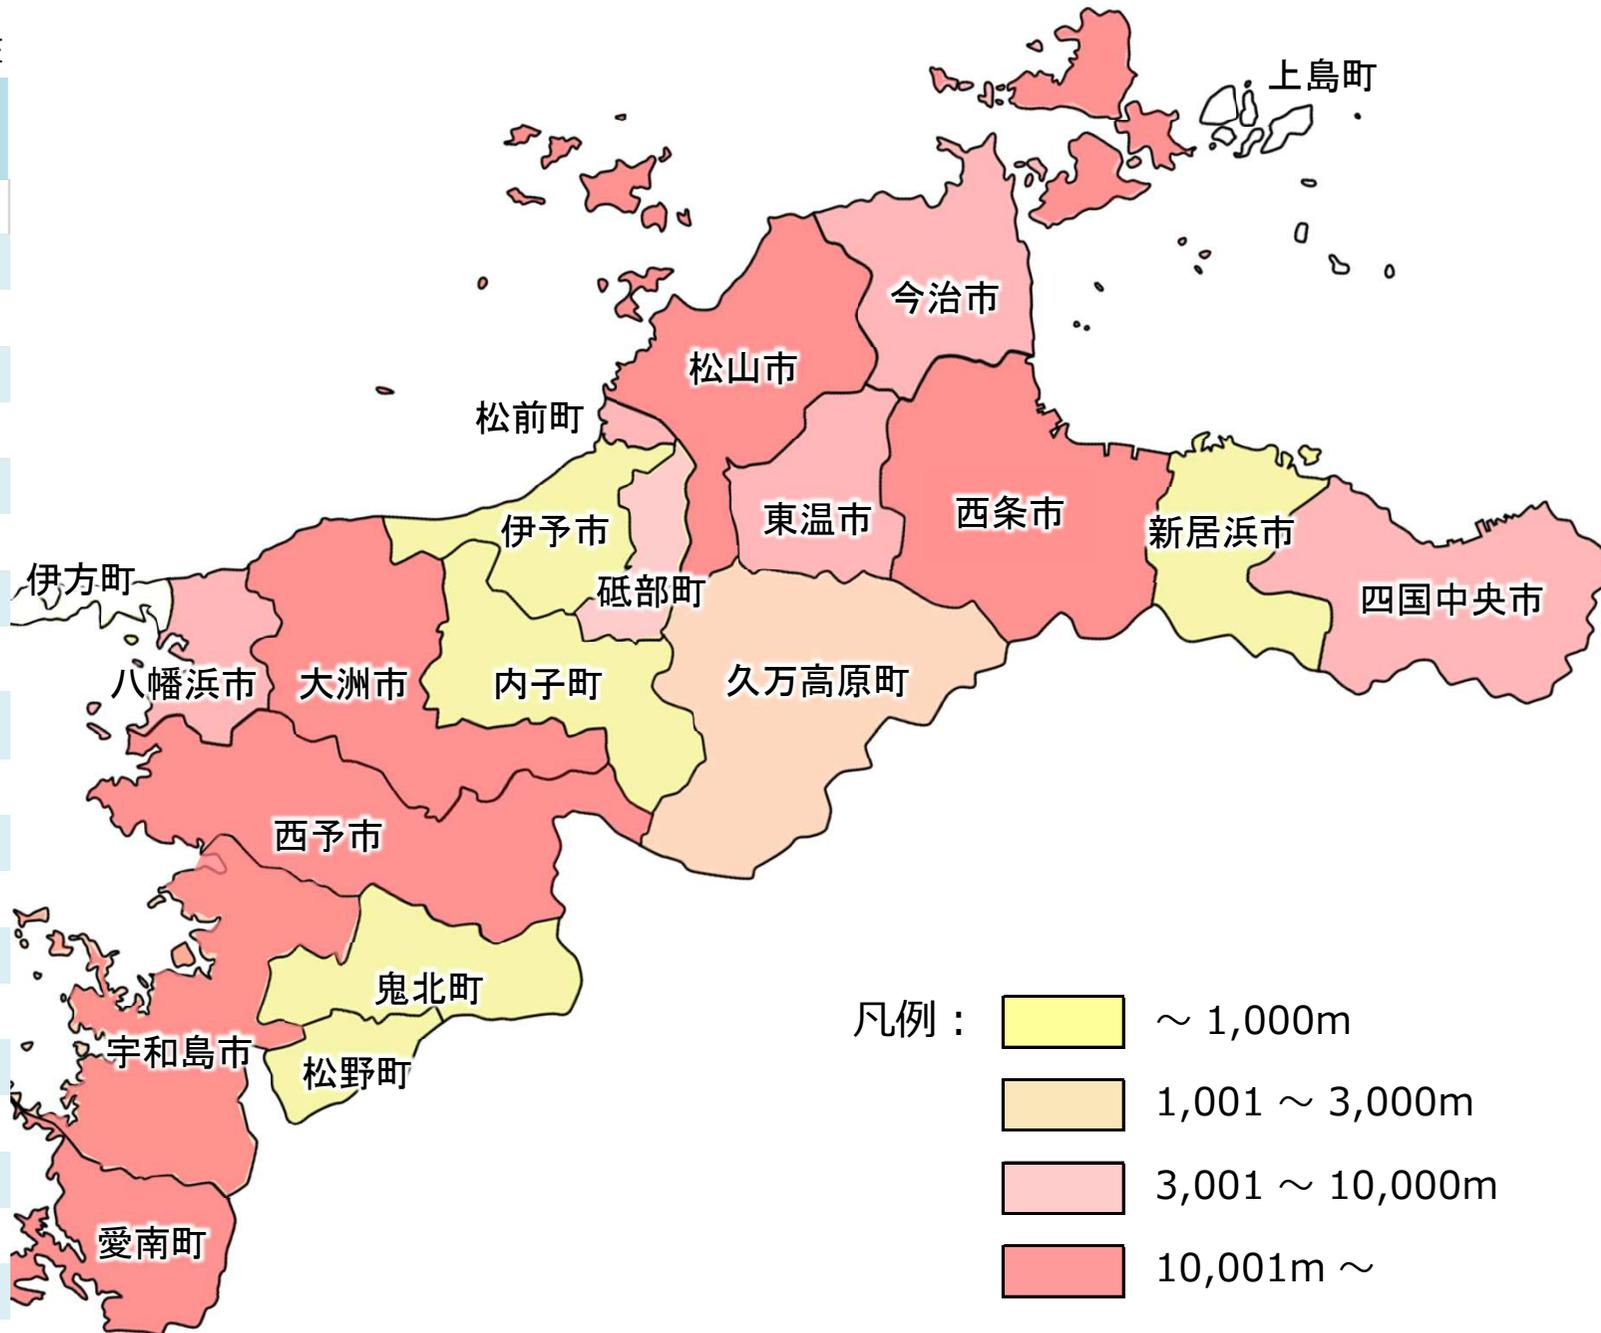 上島町
今治市
松山市
松前町
東温市
西条市
新居浜市
伊予市
伊方町
砥部町
四国中央市
八幡浜市
大洲市
内子町
久万高原町
西予市
鬼北町
宇和島市
松野町
愛南町
凡例：
～ 1,000m
1,001 ～ 3,000m
3,001 ～ 10,000m
10,001m ～